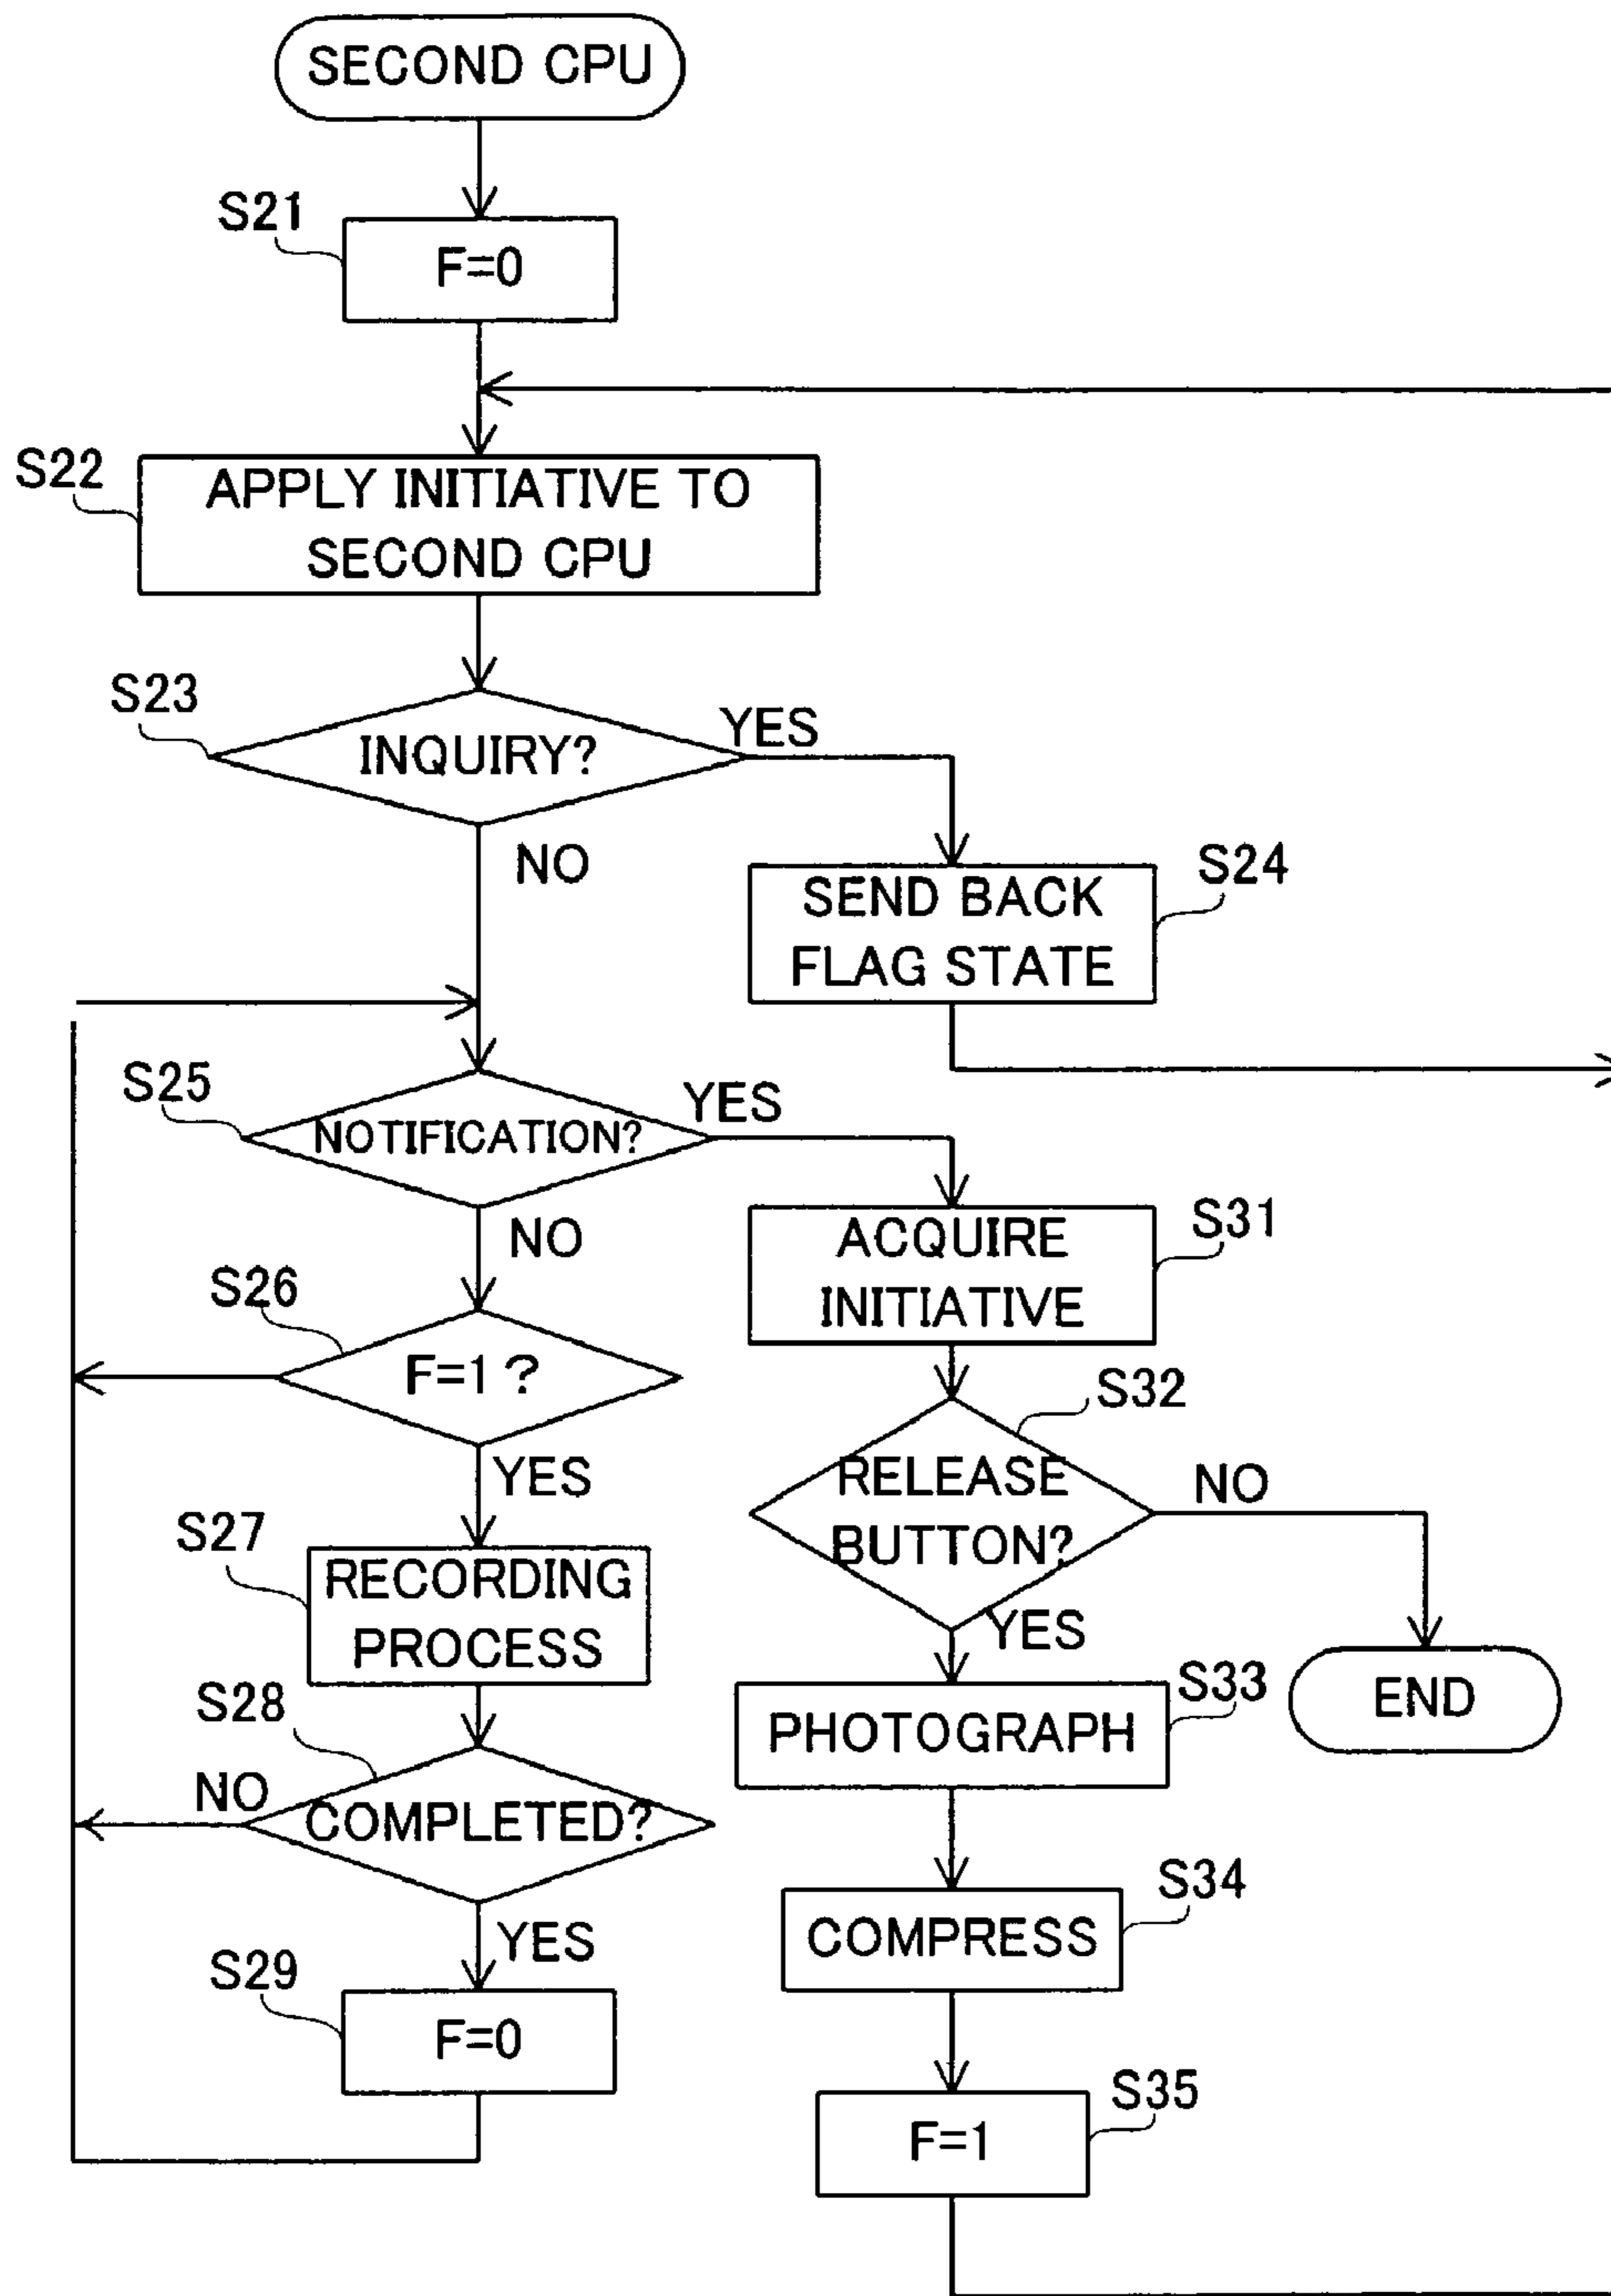 SECOND CPU
S21
F=0
S22
APPLY INITIATIVE TO
SECOND CPU
S23
INQUIRY?
YES
NO
S24
SEND BACK
FLAG STATE
S25
NOTIFICATION?
YES
NO
S31
ACQUIRE
INITIATIVE
S26
F=1?
YES
S32
RELEASE
BUTTON?
NO
YES
END
S27
RECORDING
PROCESS
S33
PHOTOGRAPH
S28
COMPLETED?
NO
YES
S34
COMPRESS
S29
F=0
S35
F=1